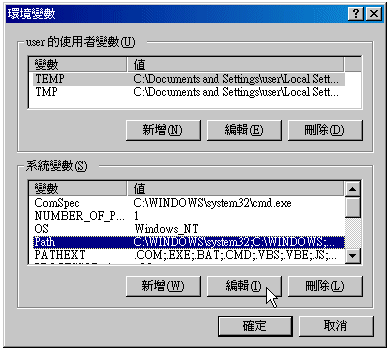 環境變數
user 的使用者變數(U)
變數 值
TEMP C:\Documents and Settings\user\Local Sett...
TMP C:\Documents and Settings\user\Local Sett...
新增(N) 編輯(E) 刪除(D)
系統變數(S)
變數 值
ComSpec C:\WINDOWS\system32\cmd.exe
NUMBER_OF_P... 1
OS Windows_NT
Path C:\WINDOWS\system32;C:\WINDOWS;...
PATHEXT .COM;.EXE;.BAT;.CMD;.VBS;.VBE;.JS;...
新增(W) 編輯(I) 刪除(L)
確定 取消